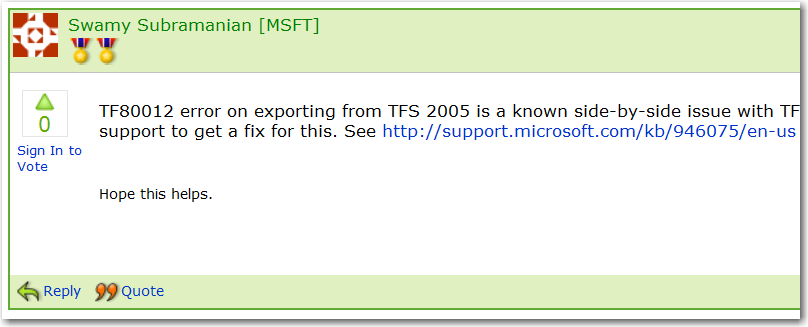 Swamy Subramanian [MSFT]
0
Sign In to
Vote
TF80012 error on exporting from TFS 2005 is a known side-by-side issue with TF
support to get a fix for this. See http://support.microsoft.com/kb/946075/en-us
Hope this helps.
Reply Quote